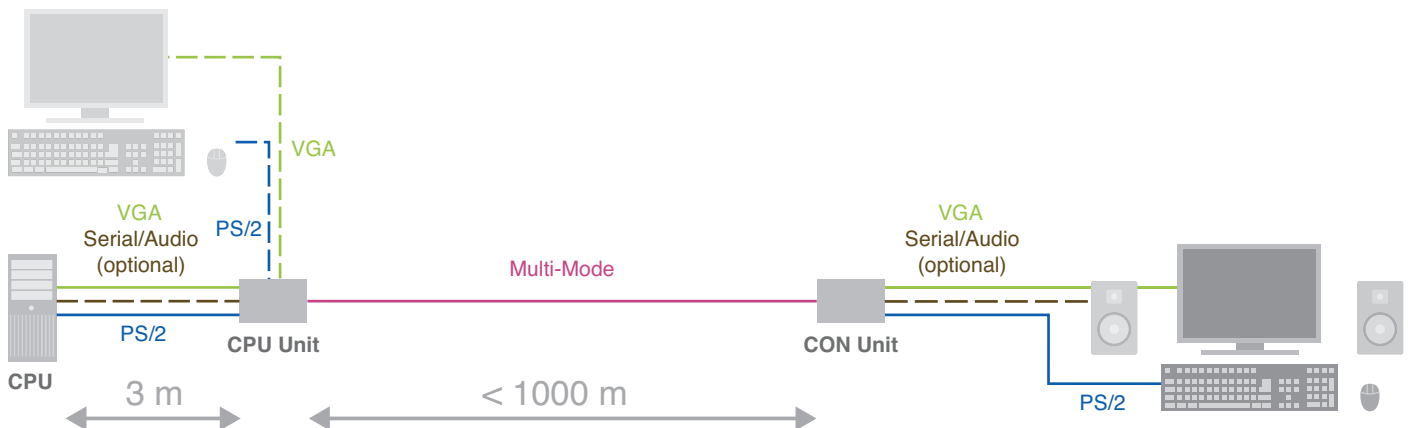 VGA
PS/2
VGA
Serial/Audio
(optional)
PS/2
CPU
CPU Unit
Multi-Mode
VGA
Serial/Audio
(optional)
CON Unit
PS/2
3 m
< 1000 m